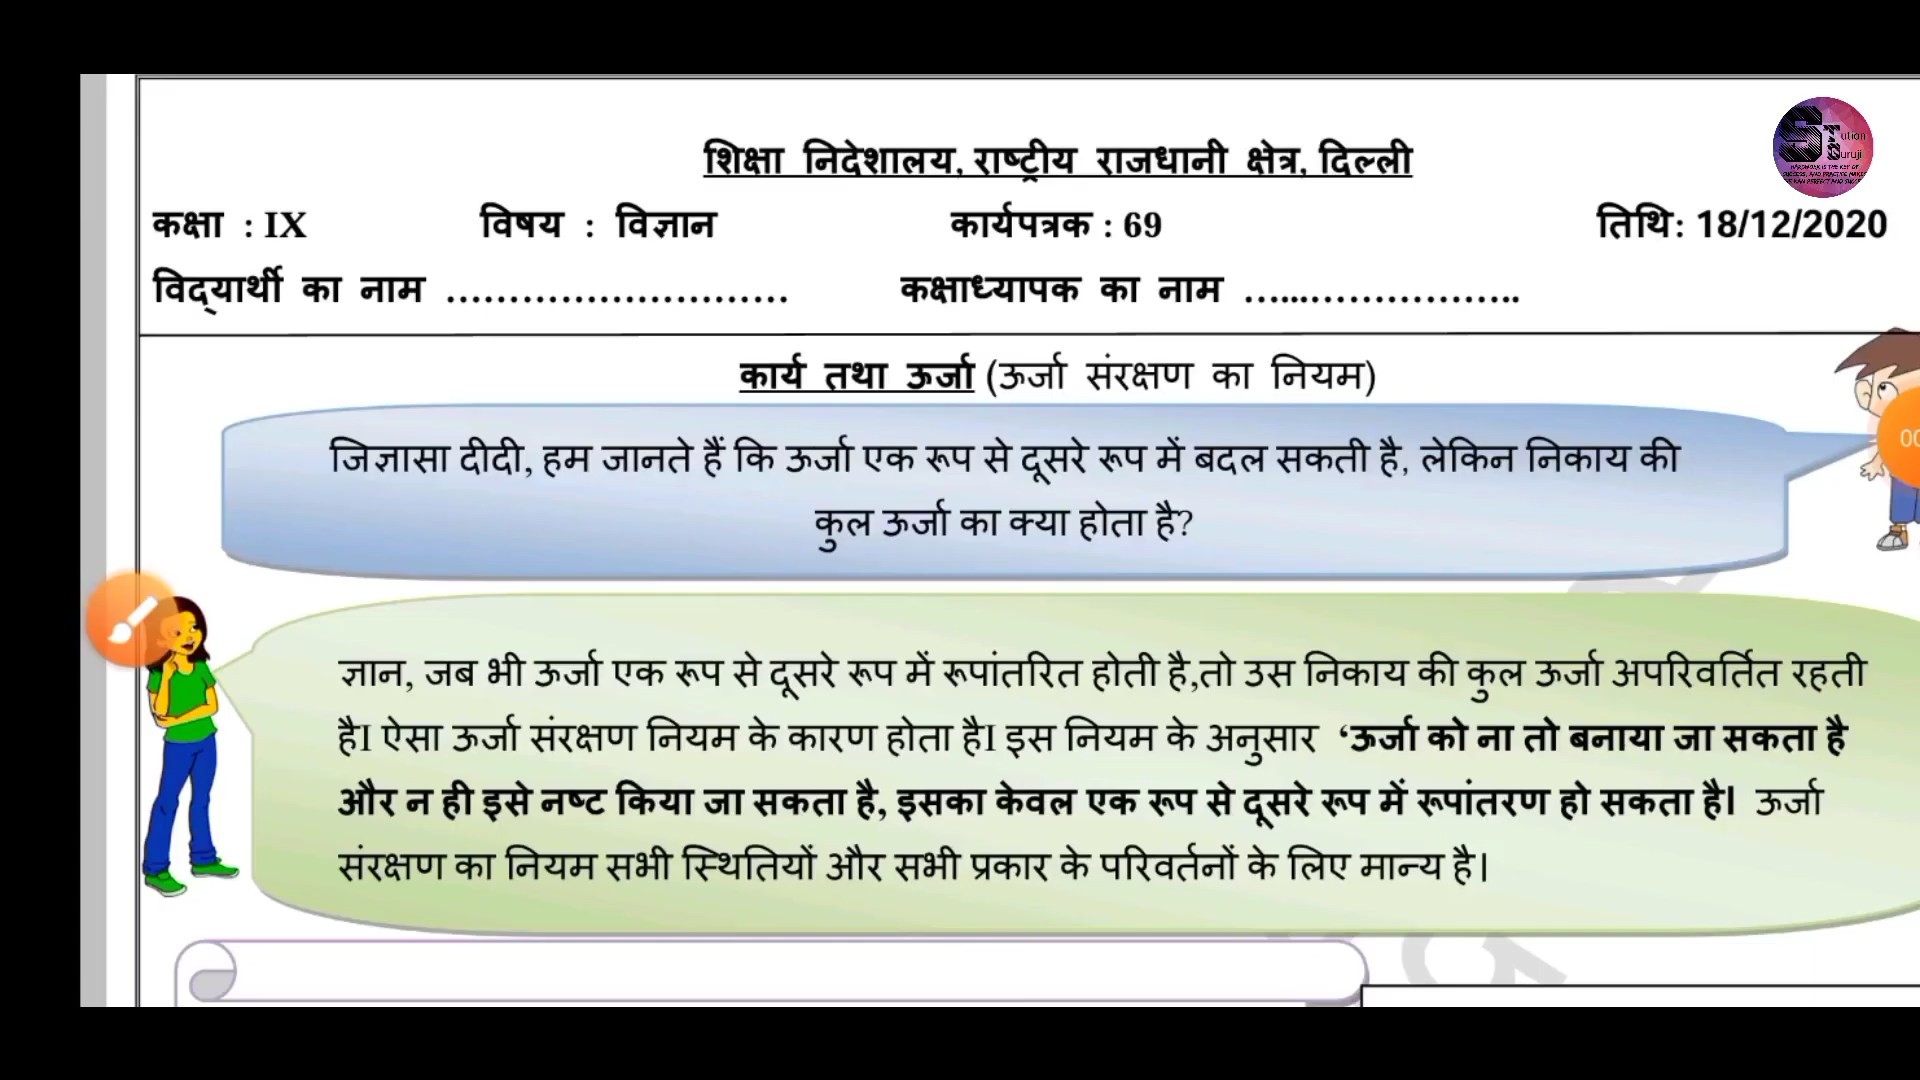 शिक्षा निदेशालय, राष्ट्रीय राजधानी क्षेत्र, दिल्ली
कक्षा : IX विषय : विज्ञान कार्यपत्रक : 69 तिथि: 18/12/2020
विद्यार्थी का नाम ……………………… कक्षाध्यापक का नाम …...……………..
कार्य तथा ऊर्जा (ऊर्जा संरक्षण का नियम)
जिज्ञासा दीदी, हम जानते हैं कि ऊर्जा एक रूप से दूसरे रूप में बदल सकती है, लेकिन निकाय की
कुल ऊर्जा का क्या होता है?
ज्ञान, जब भी ऊर्जा एक रूप से दूसरे रूप में रूपांतरित होती है,तो उस निकाय की कुल ऊर्जा अपरिवर्तित रहती
हैI ऐसा ऊर्जा संरक्षण नियम के कारण होता हैI इस नियम के अनुसार ‘ऊर्जा को ना तो बनाया जा सकता है
और न ही इसे नष्ट किया जा सकता है, इसका केवल एक रूप से दूसरे रूप में रूपांतरण हो सकता हैI ऊर्जा
संरक्षण का नियम सभी स्थितियों और सभी प्रकार के परिवर्तनों के लिए मान्य है|